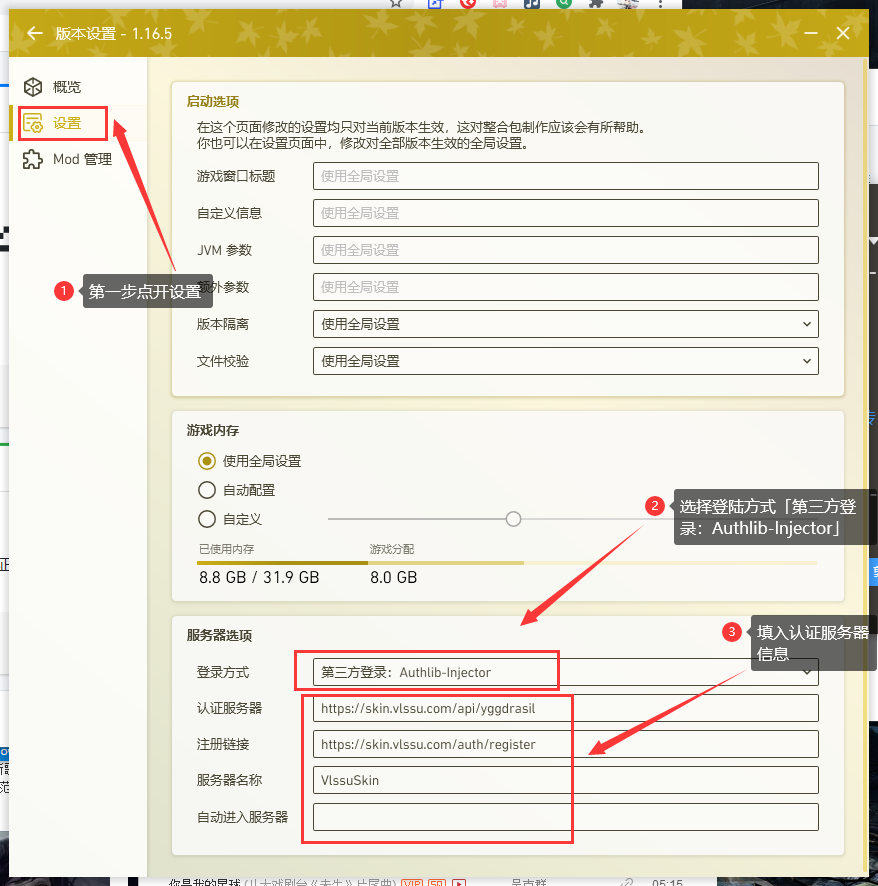 版本设置 - 1.16.5
概览
设置
Mod 管理
启动选项
在这个页面修改的设置均只对当前版本生效，这对整合包制作应该会有所帮助。
你也可以在设置页面中，修改对全部版本生效的全局设置。
游戏窗口标题
使用全局设置
自定义信息
使用全局设置
JVM 参数
使用全局设置
1 第一步点开设置
外参数
使用全局设置
版本隔离
使用全局设置
文件校验
使用全局设置
游戏内存
使用全局设置
自动配置
自定义
已使用内存
游戏分配
8.8 GB / 31.9 GB
8.0 GB
2 选择登陆方式「第三方登
录：Authlib-Injector」
服务器选项
3 填入认证服务器
信息
登录方式
第三方登录：Authlib-Injector
认证服务器
https://skin.vlssu.com/api/yggdrasil
注册链接
https://skin.vlssu.com/auth/register
服务器名称
VlssuSkin
自动进入服务器
05:15